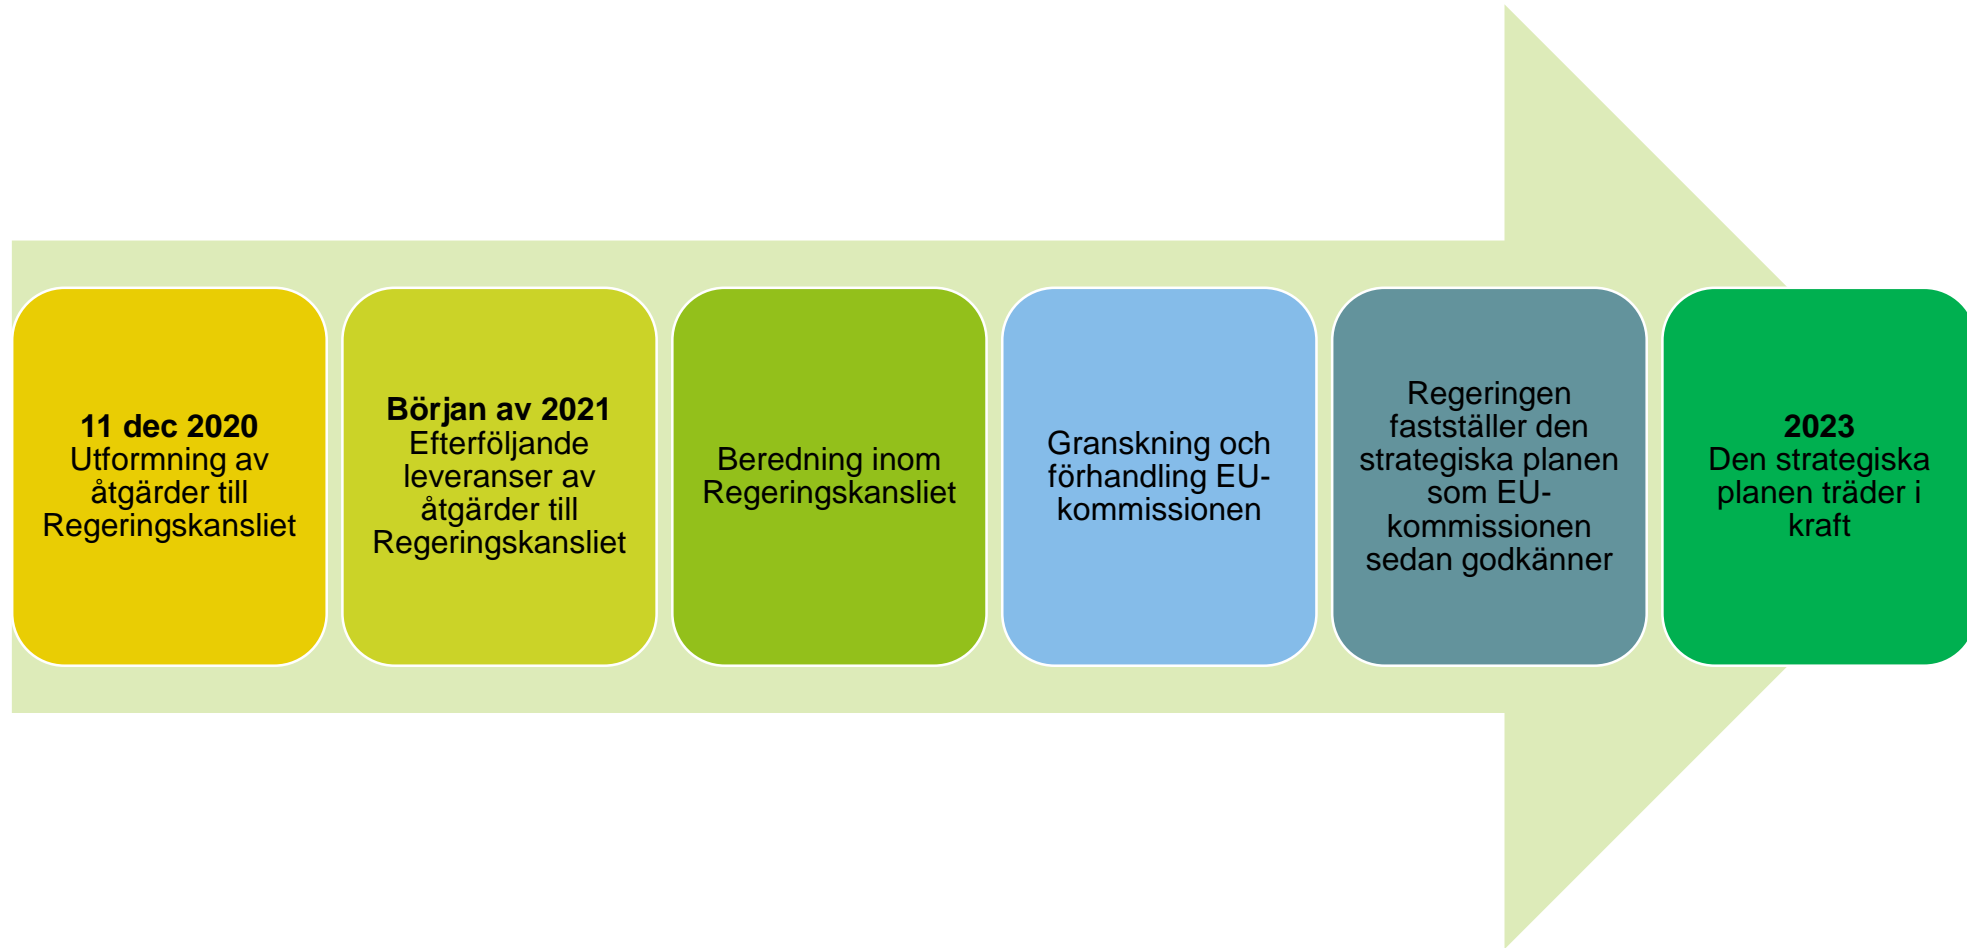 11 dec 2020
Utformning av
åtgärder till
Regeringskansliet
Början av 2021
Efterföljande
leveranser av
åtgärder till
Regeringskansliet
Beredning inom
Regeringskansliet
Granskning och
förhandling EU-
kommissionen
Regeringen
fastställer den
strategiska planen
som EU-
kommissionen
sedan godkänner
2023
Den strategiska
planen träder i
kraft